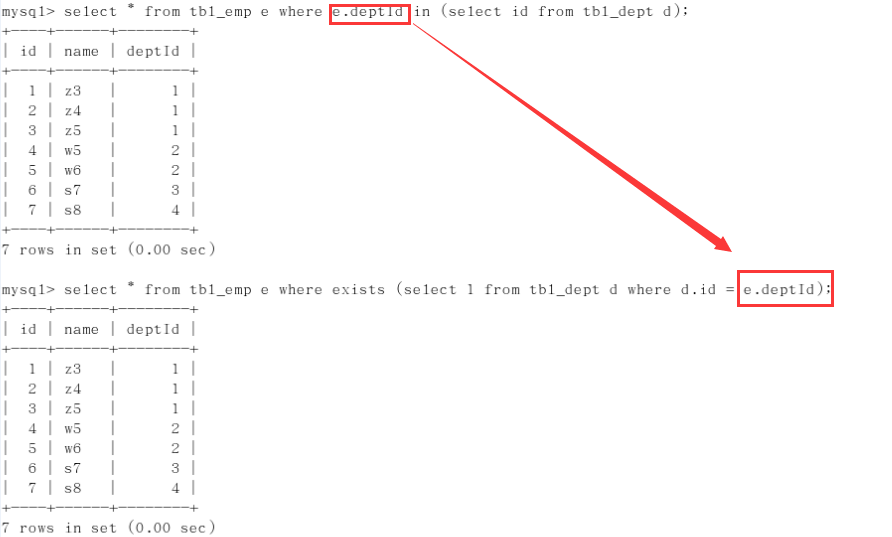 mysql> select * from tbl_emp e where e.deptId in (select id from tbl_dept d);
+----+------+--------+
| id | name | deptId |
+----+------+--------+
| 1 | z3 | 1 |
| 2 | z4 | 1 |
| 3 | z5 | 1 |
| 4 | w5 | 2 |
| 5 | w6 | 2 |
| 6 | s7 | 3 |
| 7 | s8 | 4 |
+----+------+--------+
7 rows in set (0.00 sec)
mysql> select * from tbl_emp e where exists (select 1 from tbl_dept d where d.id = e.deptId);
+----+------+--------+
| id | name | deptId |
+----+------+--------+
| 1 | z3 | 1 |
| 2 | z4 | 1 |
| 3 | z5 | 1 |
| 4 | w5 | 2 |
| 5 | w6 | 2 |
| 6 | s7 | 3 |
| 7 | s8 | 4 |
+----+------+--------+
7 rows in set (0.00 sec)